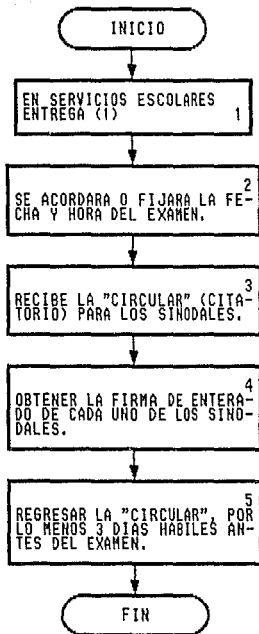 INICIO
EN SERVICIOS ESCOLARES
ENTREGA (1) 1
2
SE ACORDARA O FIJARA LA FE-
CHA Y HORA DEL EXAMEN.
3
RECIBE LA "CIRCULAR" (CITA-
TORIO) PARA LOS SINODALES.
4
OBTENER LA FIRMA DE ENTERA-
DO DE CADA UNO DE LOS SINO-
DALES.
5
REGRESAR LA "CIRCULAR", POR
LO MENOS 3 DIAS HABILES AN-
TES DEL EXAMEN.
FIN